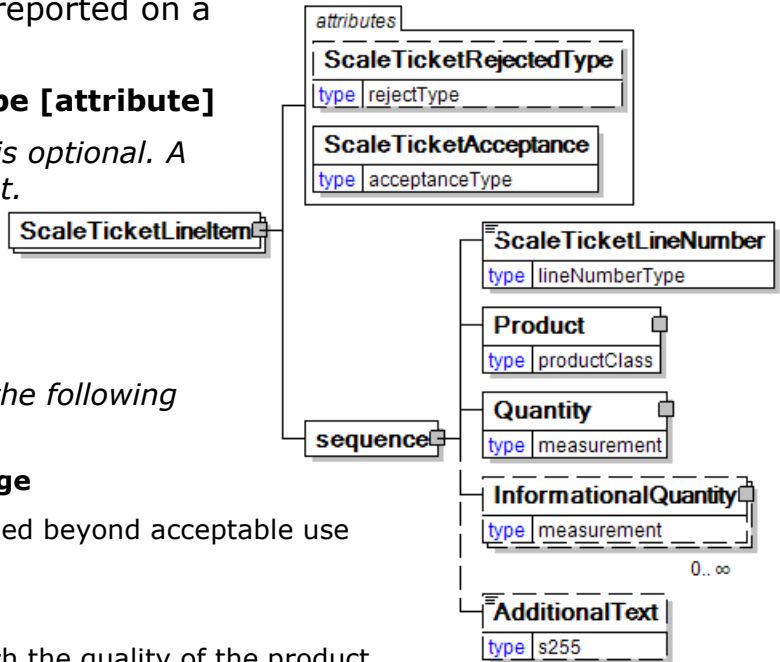 reported on a
pe [attribute]
is optional. A
t.
the following
ge
ed beyond acceptable use
h the quality of the product
attributes
ScaleTicketRejectedType
type rejectType
ScaleTicketAcceptance
type acceptanceType
ScaleTicketLineItem
sequence
ScaleTicketLineNumber
type lineNumberType
Product
type productClass
Quantity
type measurement
InformationalQuantity
type measurement
0.. ∞
AdditionalText
type s255